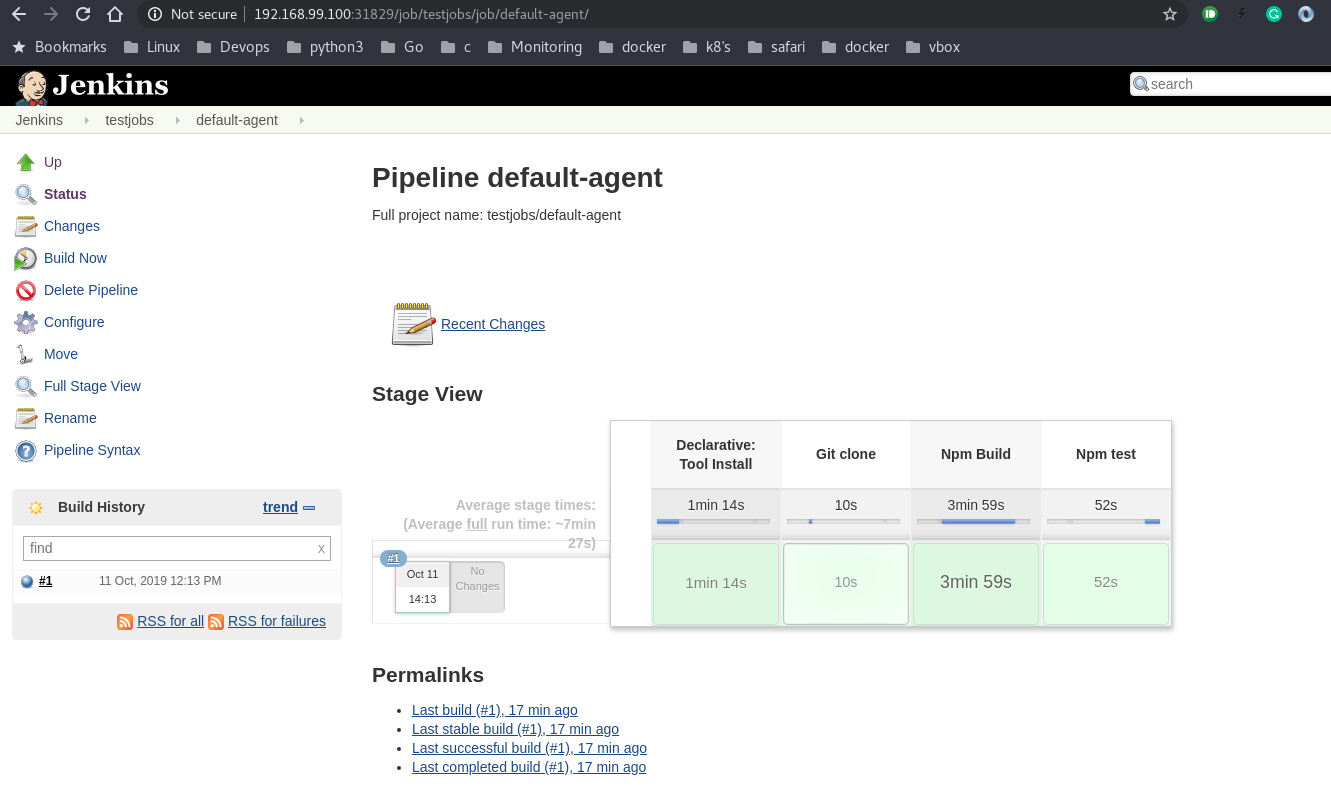 Not secure 192.168.99.100:31829/job/testjobs/job/default-agent/
Bookmarks Linux Devops python3 Go c Monitoring docker k8's safari docker vbox
Jenkins
search
Jenkins testjobs default-agent
Up
Status
Changes
Build Now
Delete Pipeline
Configure
Move
Full Stage View
Rename
Pipeline Syntax
Build History trend
find x
#1 11 Oct, 2019 12:13 PM
RSS for all RSS for failures
Pipeline default-agent
Full project name: testjobs/default-agent
Recent Changes
Stage View
Declarative:
Tool Install
Git clone
Npm Build
Npm test
Average stage times:
(Average full run time: ~7min
27s)
1min 14s 10s 3min 59s 52s
#1
Oct 11
14:13
No
Changes
1min 14s 10s 3min 59s 52s
Permalinks
Last build (#1), 17 min ago
Last stable build (#1), 17 min ago
Last successful build (#1), 17 min ago
Last completed build (#1), 17 min ago